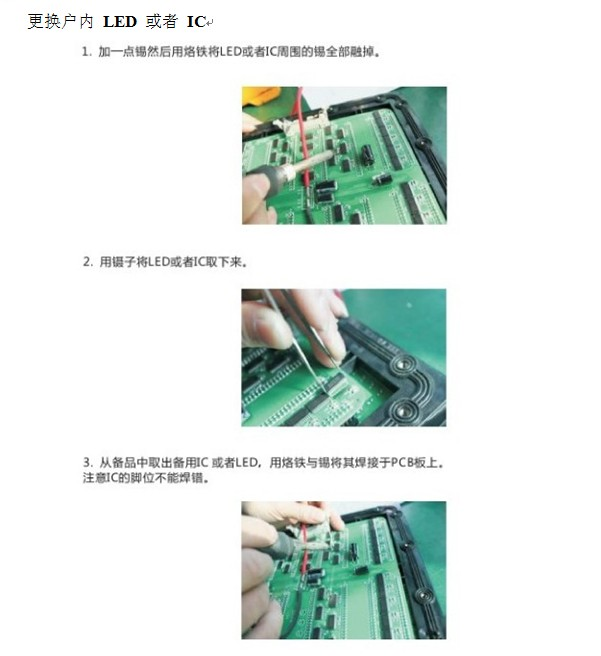 更换户内 LED 或者 IC
1. 加一点锡然后用烙铁将LED或者IC周围的锡全部融掉。
2. 用镊子将LED或者IC取下来。
3. 从备品中取出备用IC 或者LED，用烙铁与锡将其焊接于PCB板上。
注意IC的脚位不能焊错。